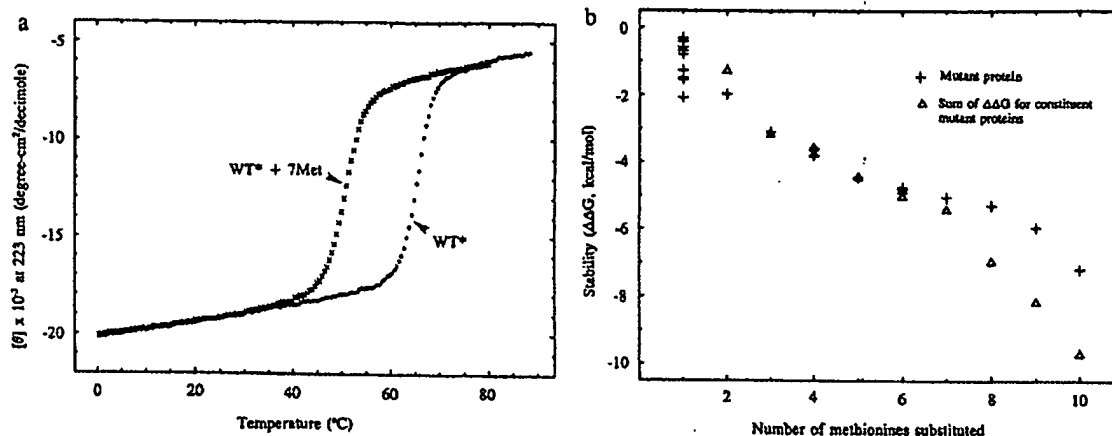 a
-5
-10
-15
-20
[θ] x 10⁻³ at 223 nm (degree-cm²/decimole)
WT* + 7Met
WT*
0 20 40 60 80
Temperature (°C)
b
0
-2
-4
-6
-8
-10
Stability (ΔΔG, kcal/mol)
+ Mutant protein
Δ Sum of ΔΔG for constituent
mutant proteins
2 4 6 8 10
Number of methionines substituted